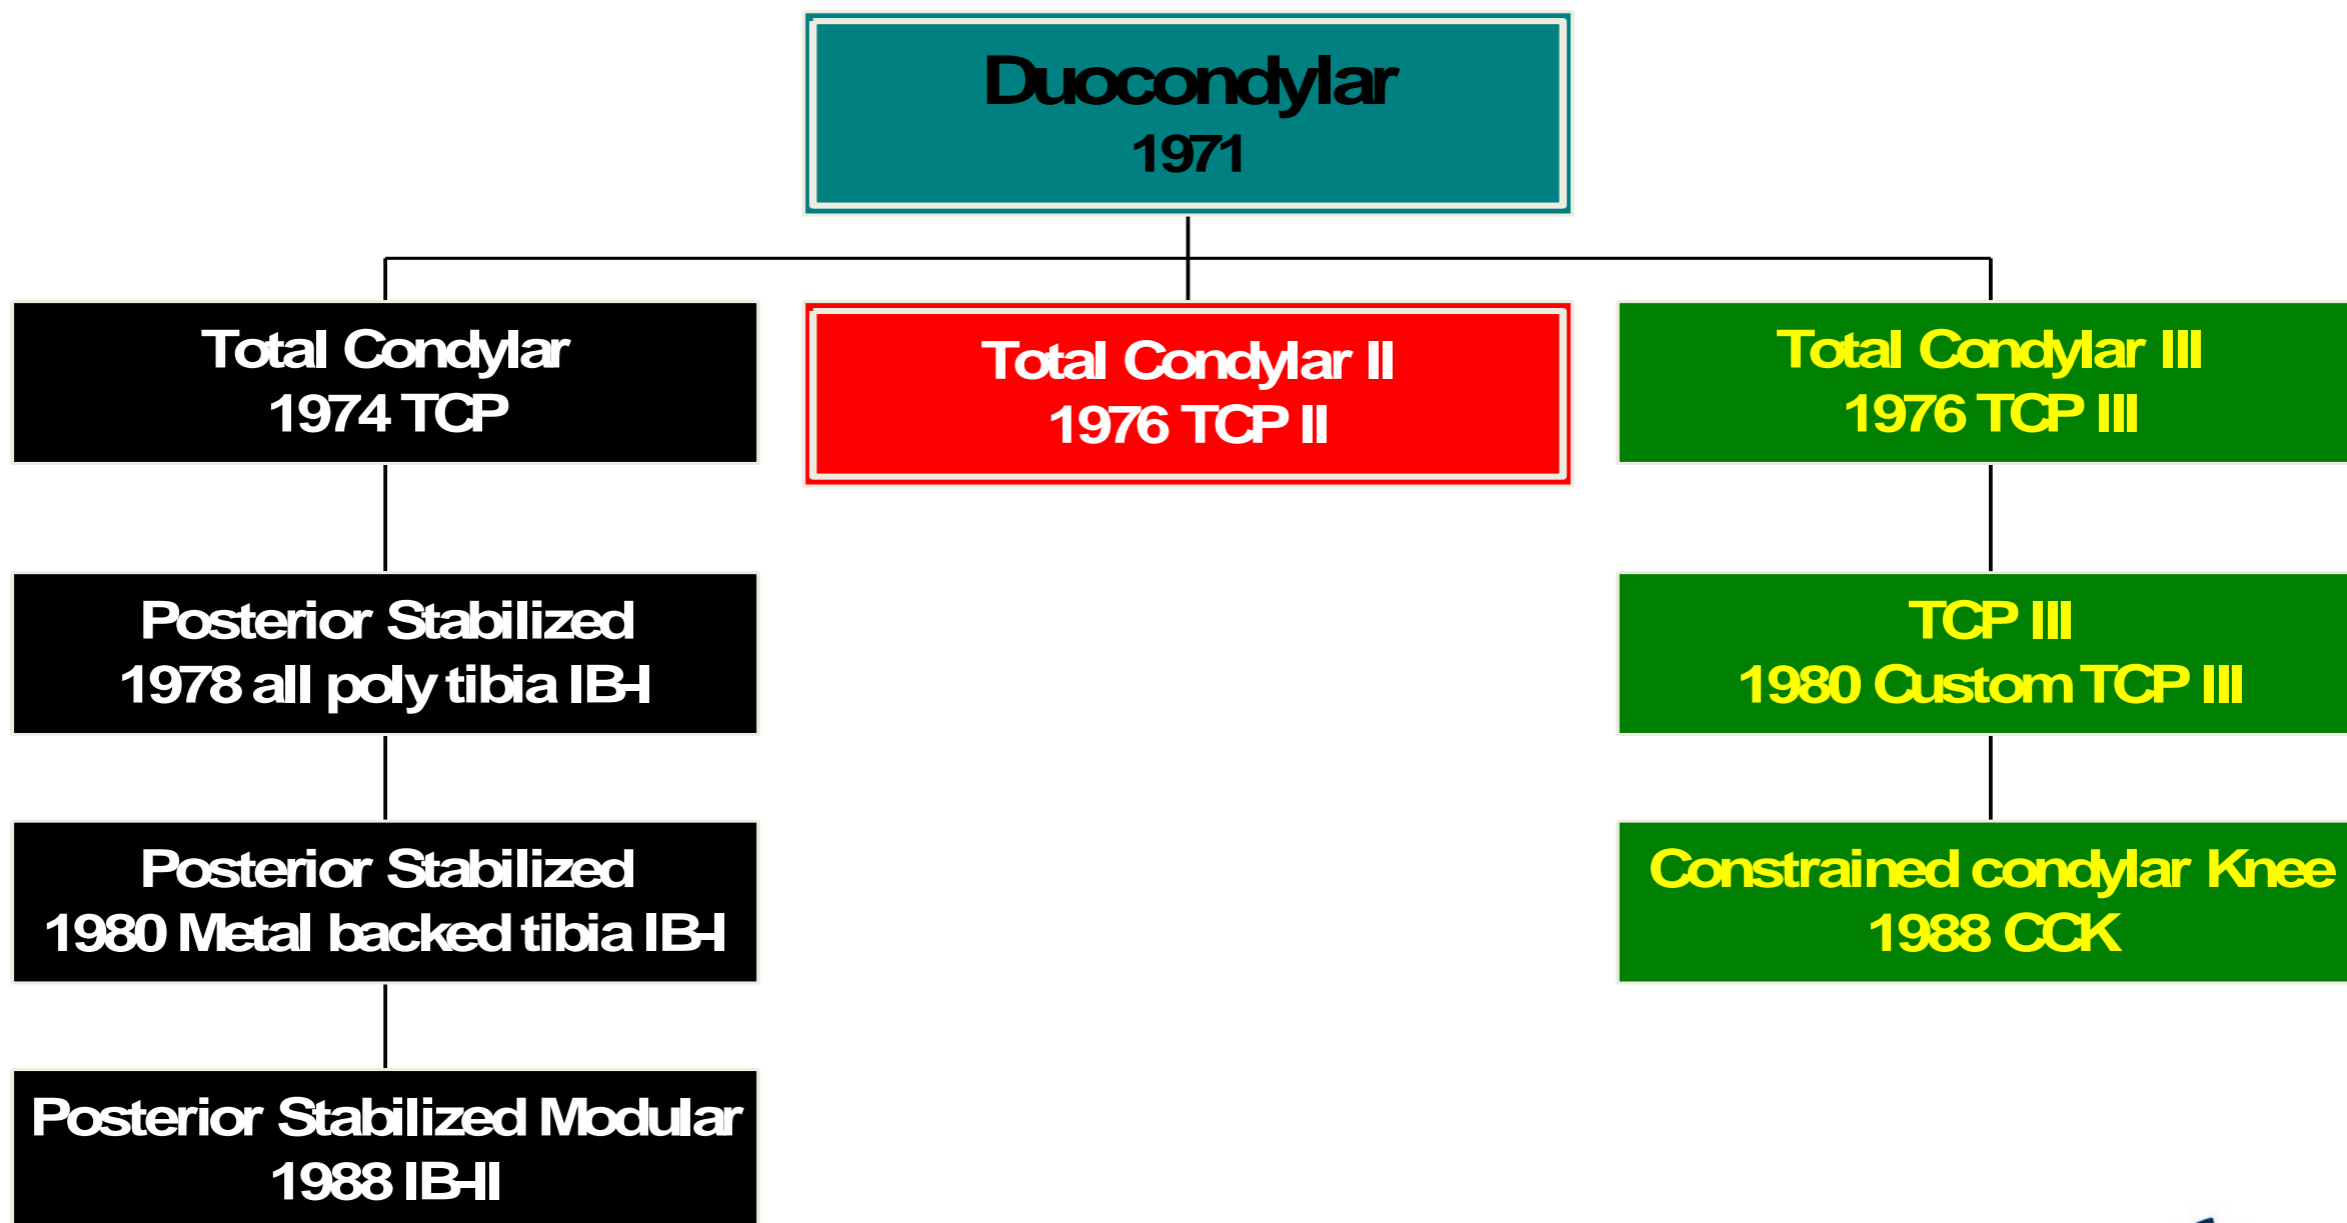 Duocondylar
1971
Total Condylar
1974 TCP
Total Condylar II
1976 TCP II
Total Condylar III
1976 TCP III
Posterior Stabilized
1978 all poly tibia IB-I
TCP III
1980 Custom TCP III
Posterior Stabilized
1980 Metal backed tibia IB-I
Constrained condylar Knee
1988 CCK
Posterior Stabilized Modular
1988 IB-II